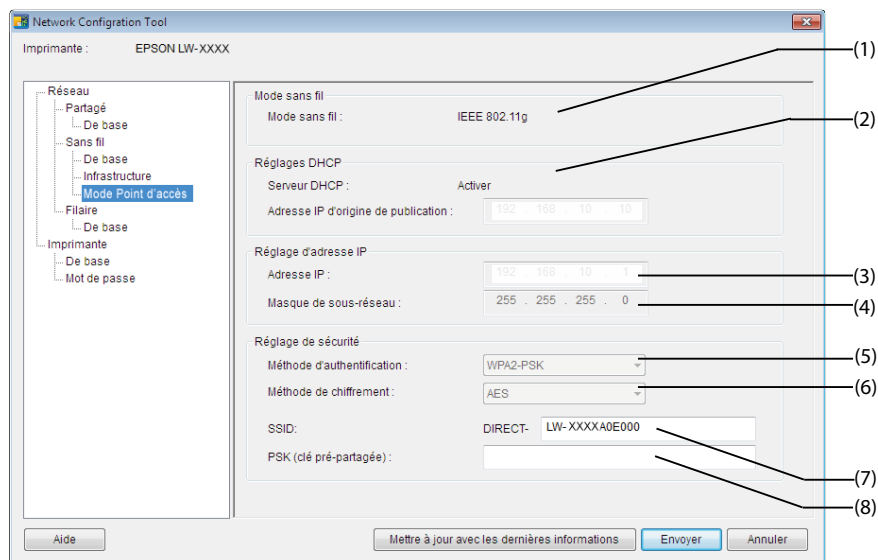 Network Configration Tool
Imprimante : EPSON LW-XXXX
Réseau
Partagé
De base
Sans fil
De base
Infrastructure
Mode Point d'accès
Filaire
De base
Imprimante
De base
Mot de passe
Mode sans fil
Mode sans fil : IEEE 802.11g
Réglages DHCP
Serveur DHCP : Activer
Adresse IP d'origine de publication : 192 . 168 . 10 . 10
Réglage d'adresse IP
Adresse IP : 192 . 168 . 10 . 1
Masque de sous-réseau : 255 . 255 . 255 . 0
Réglage de sécurité
Méthode d'authentification : WPA2-PSK
Méthode de chiffrement : AES
SSID: DIRECT- LW-XXXXA0E000
PSK (clé pré-partagée) :
Aide
Mettre à jour avec les dernières informations
Envoyer
Annuler
(1)
(2)
(3)
(4)
(5)
(6)
(7)
(8)